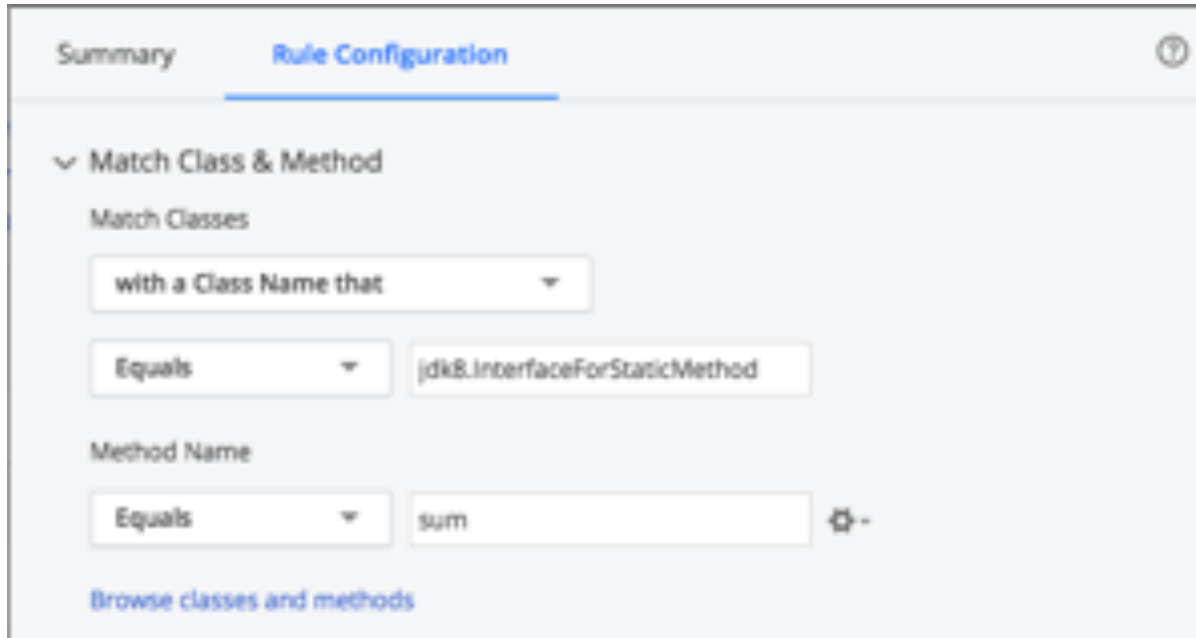 Summary Rule Configuration
Match Class & Method
Match Classes
with a Class Name that
Equals jdk8.InterfaceForStaticMethod
Method Name
Equals sum
Browse classes and methods